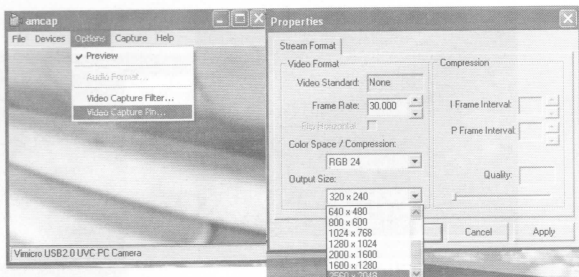 amcap
File Devices Options Capture Help
Preview
Audio Format...
Video Capture Filter...
Video Capture Pin...
Vimicro USB2.0 UVC PC Camera
Properties
Stream Format
Video Format
Video Standard: None
Frame Rate: 30.000
Flip Horizontal:
Color Space / Compression:
RGB 24
Output Size:
320 x 240
640 x 480
800 x 600
1024 x 768
1280 x 1024
2000 x 1600
1600 x 1280
Compression
I Frame Interval:
P Frame Interval:
Quality:
Cancel Apply